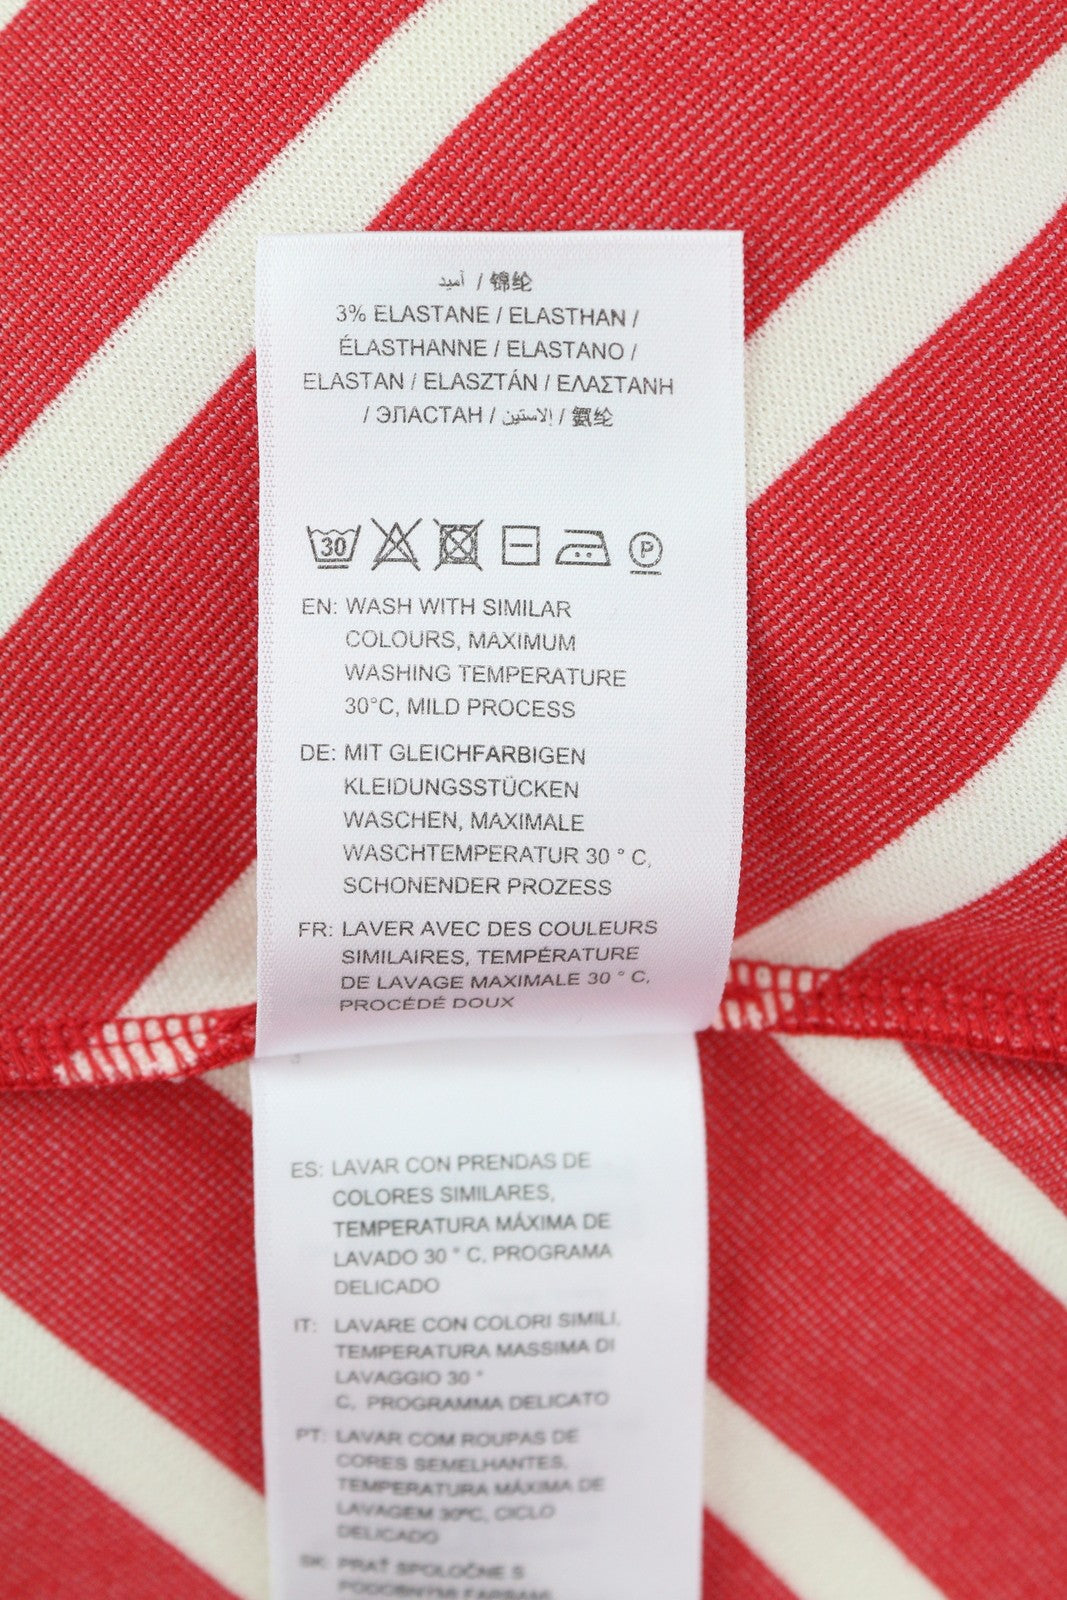 آسيد / 锦纶
3% ELASTANE / ELASTHAN /
ÉLASTHANNE / ELASTANO /
ELASTAN / ELASZTÁN / ΕΛΑΣΤΑΝΗ
/ ЭЛАСТАН / الاستين / 氨纶
30
P
EN: WASH WITH SIMILAR
COLOURS, MAXIMUM
WASHING TEMPERATURE
30°C, MILD PROCESS
DE: MIT GLEICHFARBIGEN
KLEIDUNGSSTÜCKEN
WASCHEN, MAXIMALE
WASCHTEMPERATUR 30 ° C,
SCHONENDER PROZESS
FR: LAVER AVEC DES COULEURS
SIMILAIRES, TEMPÉRATURE
DE LAVAGE MAXIMALE 30 ° C,
PROCÉDÉ DOUX
ES: LAVAR CON PRENDAS DE
COLORES SIMILARES,
TEMPERATURA MÁXIMA DE
LAVADO 30 ° C, PROGRAMA
DELICADO
IT: LAVARE CON COLORI SIMILI,
TEMPERATURA MASSIMA DI
LAVAGGIO 30 °
C, PROGRAMMA DELICATO
PT: LAVAR COM ROUPAS DE
CORES SEMELHANTES,
TEMPERATURA MÁXIMA DE
LAVAGEM 30ºC, CICLO
DELICADO
SK: PRAŤ SPOLOČNE S
PODOBNÝMI FARBAMI,